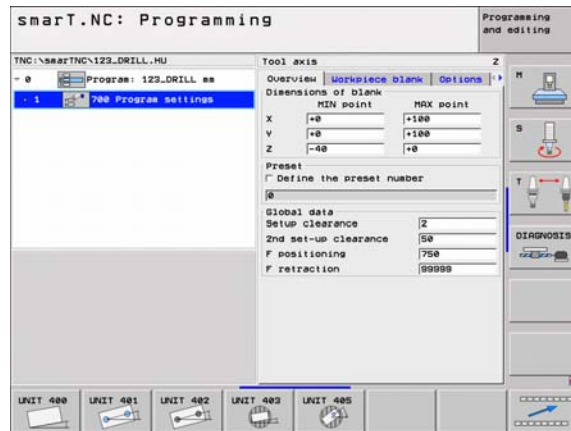 smarT.NC: Programming
Programming
and editing
TNC:\smarTNC\123_DRILL.HU
0 Program: 123_DRILL mm
1 700 Program settings
Tool axis Z
Overview Workpiece blank Options
Dimensions of blank
MIN point MAX point
X +0 +100
Y +0 +100
Z -40 +0
Preset
Define the preset number
0
Global data
Setup clearance 2
2nd set-up clearance 50
F positioning 750
F retraction 99999
M
S
T
DIAGNOSIS
UNIT 400
UNIT 401
UNIT 402
UNIT 403
UNIT 405